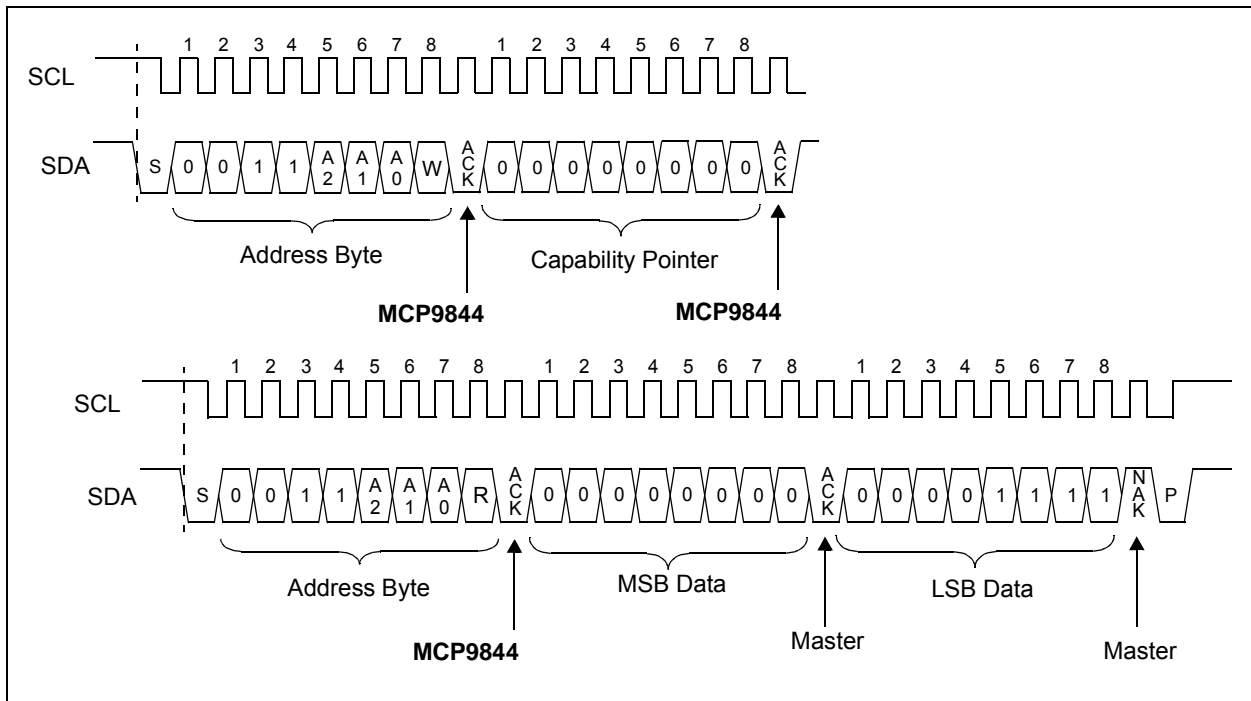 1 2 3 4 5 6 7 8 1 2 3 4 5 6 7 8
SCL
SDA S 0 0 1 1 A2 A1 A0 W ACK 0 0 0 0 0 0 0 0 ACK
Address Byte Capability Pointer
MCP9844 MCP9844
1 2 3 4 5 6 7 8 1 2 3 4 5 6 7 8 1 2 3 4 5 6 7 8
SCL
SDA S 0 0 1 1 A2 A1 A0 R ACK 0 0 0 0 0 0 0 0 ACK 0 0 0 0 1 1 1 1 NAK P
Address Byte MSB Data LSB Data
MCP9844 Master Master